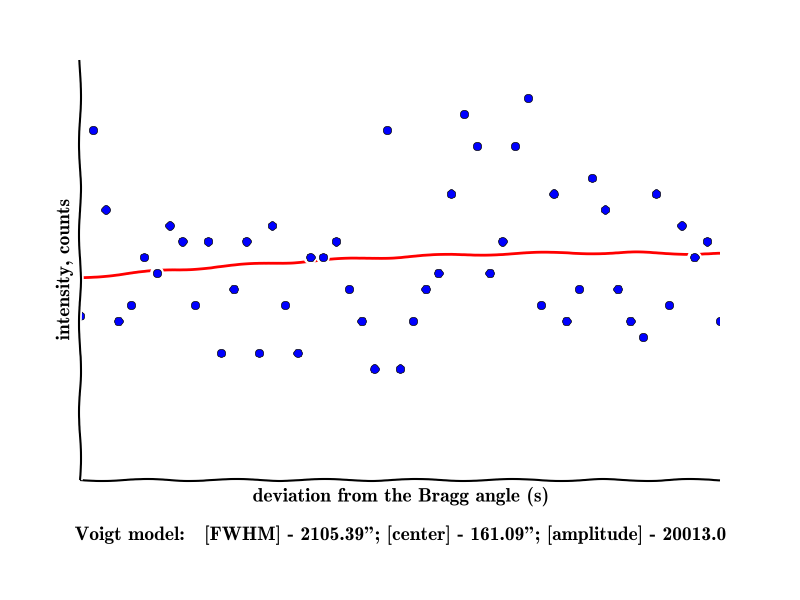 intensity, counts
deviation from the Bragg angle (s)
Voigt model: [FWHM] - 2105.39”; [center] - 161.09”; [amplitude] - 20013.0